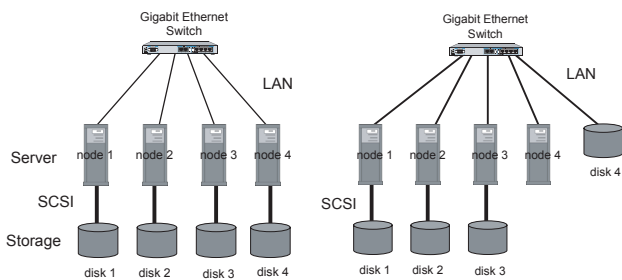 Gigabit Ethernet
Switch
LAN
Server
node 1
node 2
node 3
node 4
SCSI
Storage
disk 1
disk 2
disk 3
disk 4
Gigabit Ethernet
Switch
LAN
node 1
node 2
node 3
node 4
disk 4
SCSI
disk 1
disk 2
disk 3